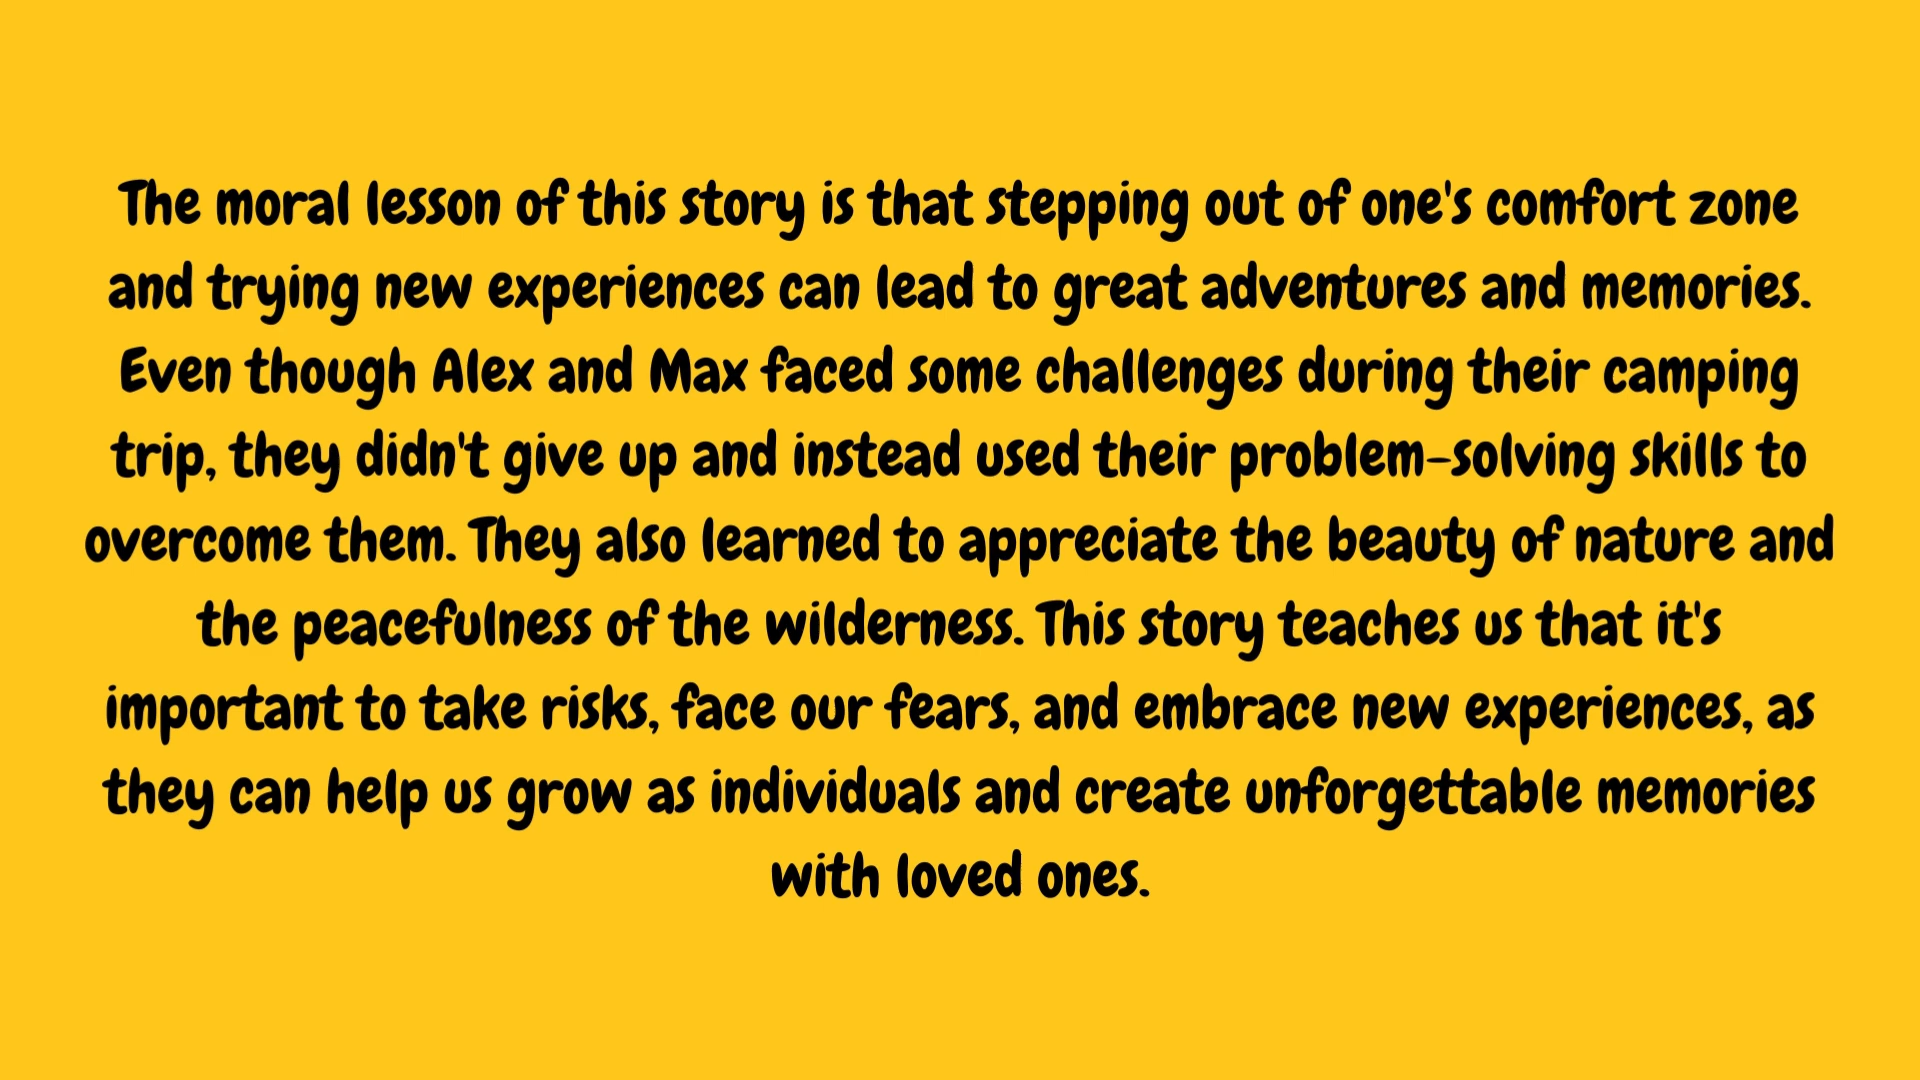 The moral lesson of this story is that stepping out of one's comfort zone
and trying new experiences can lead to great adventures and memories.
Even though Alex and Max faced some challenges during their camping
trip, they didn't give up and instead used their problem-solving skills to
overcome them. They also learned to appreciate the beauty of nature and
the peacefulness of the wilderness. This story teaches us that it's
important to take risks, face our fears, and embrace new experiences, as
they can help us grow as individuals and create unforgettable memories
with loved ones.